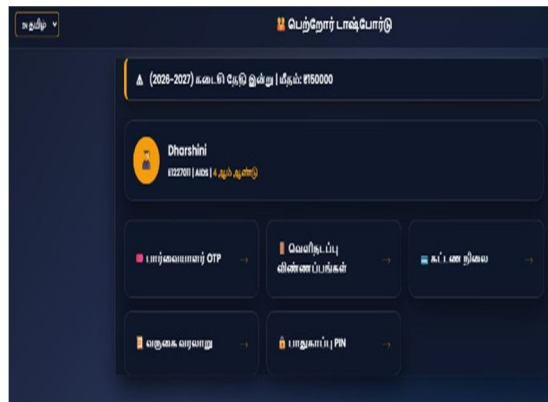 தமிழ்
பெற்றோர் டாஷ்போர்டு
(2026-2027) கடைசி தேதி இன்று | மீதம்: ₹150000
Dharshini
E1227011 | AIDS | 4 ஆம் ஆண்டு
பார்வையாளர் OTP →
வெளிநடப்பு
விண்ணப்பங்கள் →
கட்டண நிலை →
வருகை வரலாறு →
பாதுகாப்பு PIN →